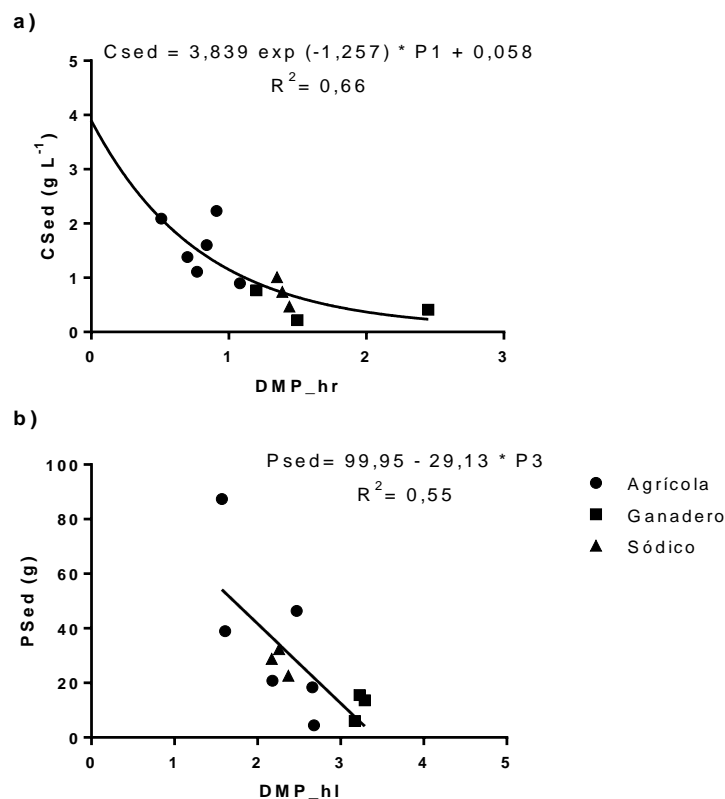 a)
Csed = 3,839 exp (-1,257) * P1 + 0,058
R²= 0,66
5
4
3
2
1
0
CSed (g L⁻¹)
0 1 2 3
DMP_hr
b)
Psed= 99,95 - 29,13 * P3
R²= 0,55
100
80
60
40
20
0
PSed (g)
0 1 2 3 4 5
DMP_hl
Agrícola
Ganadero
Sódico